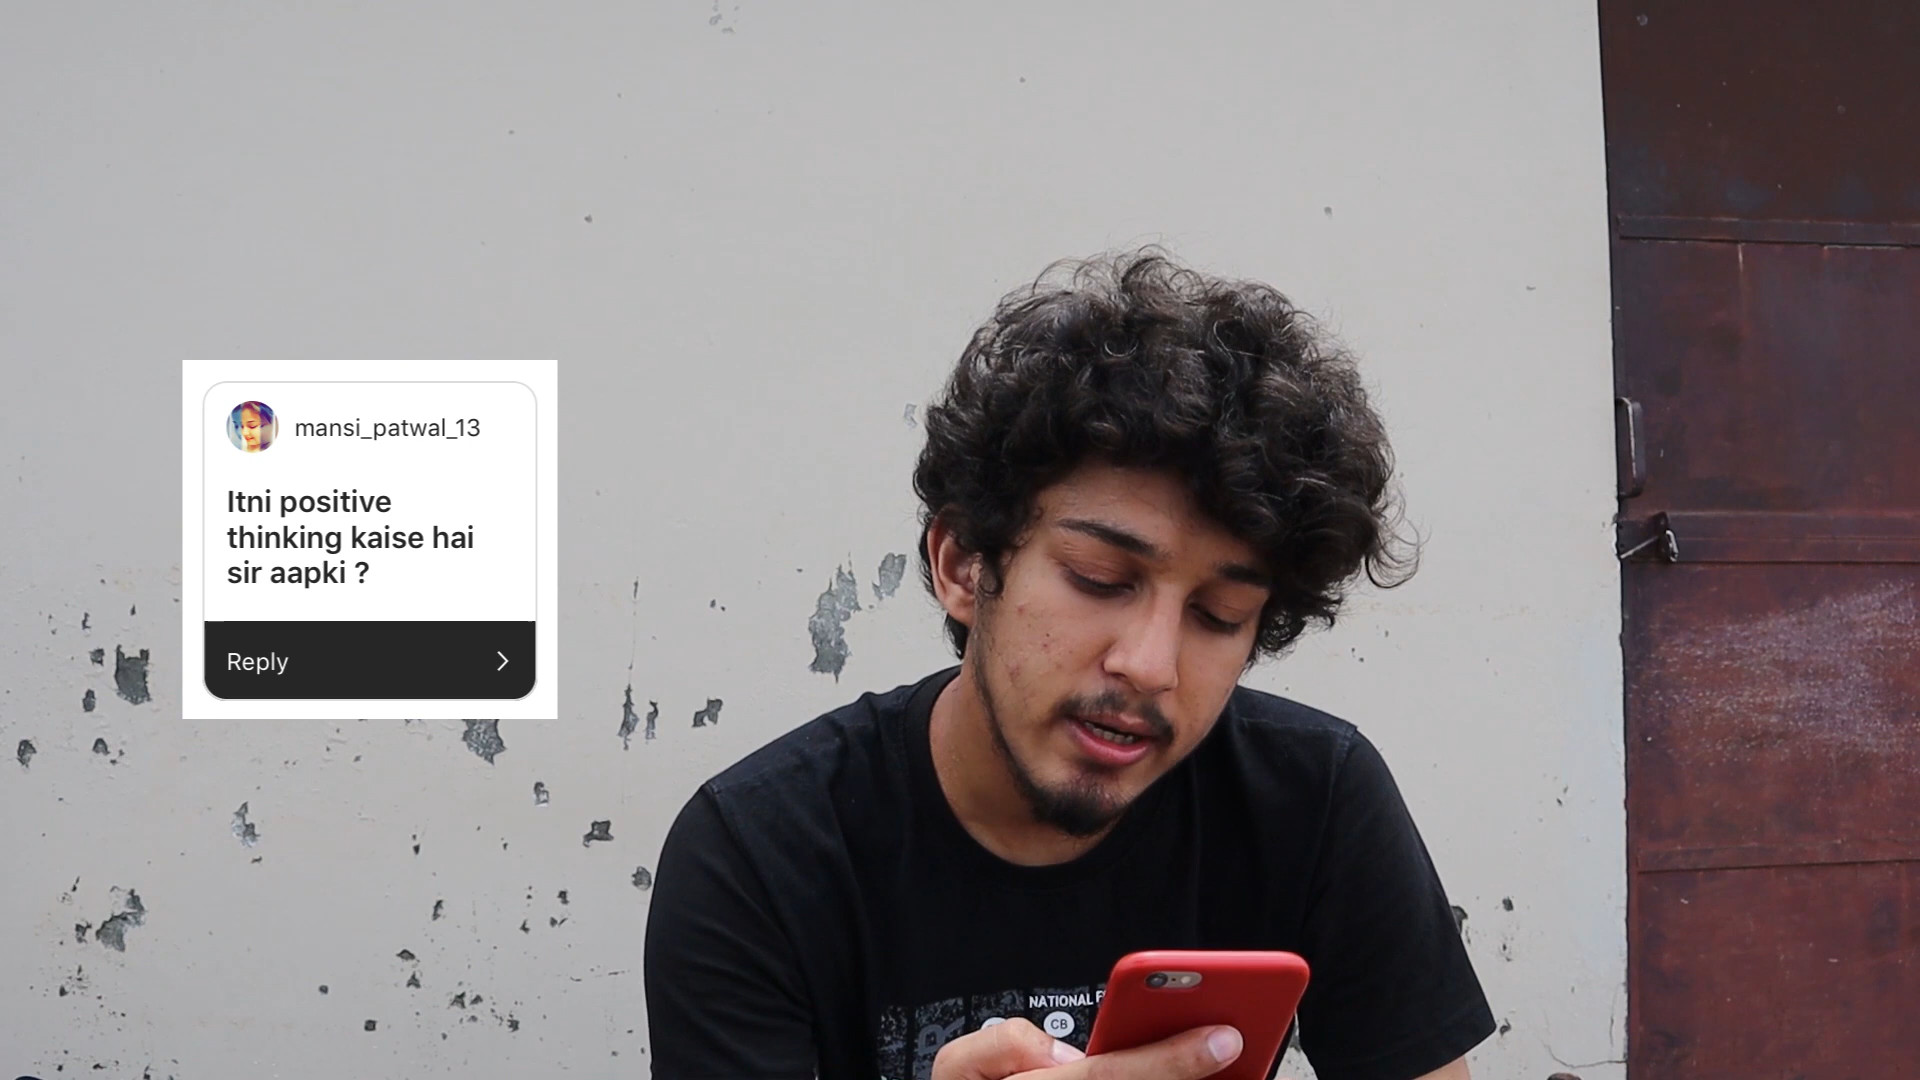 mansi_patwal_13
Itni positive
thinking kaise hai
sir aapki ?
Reply
NATIONAL
CB